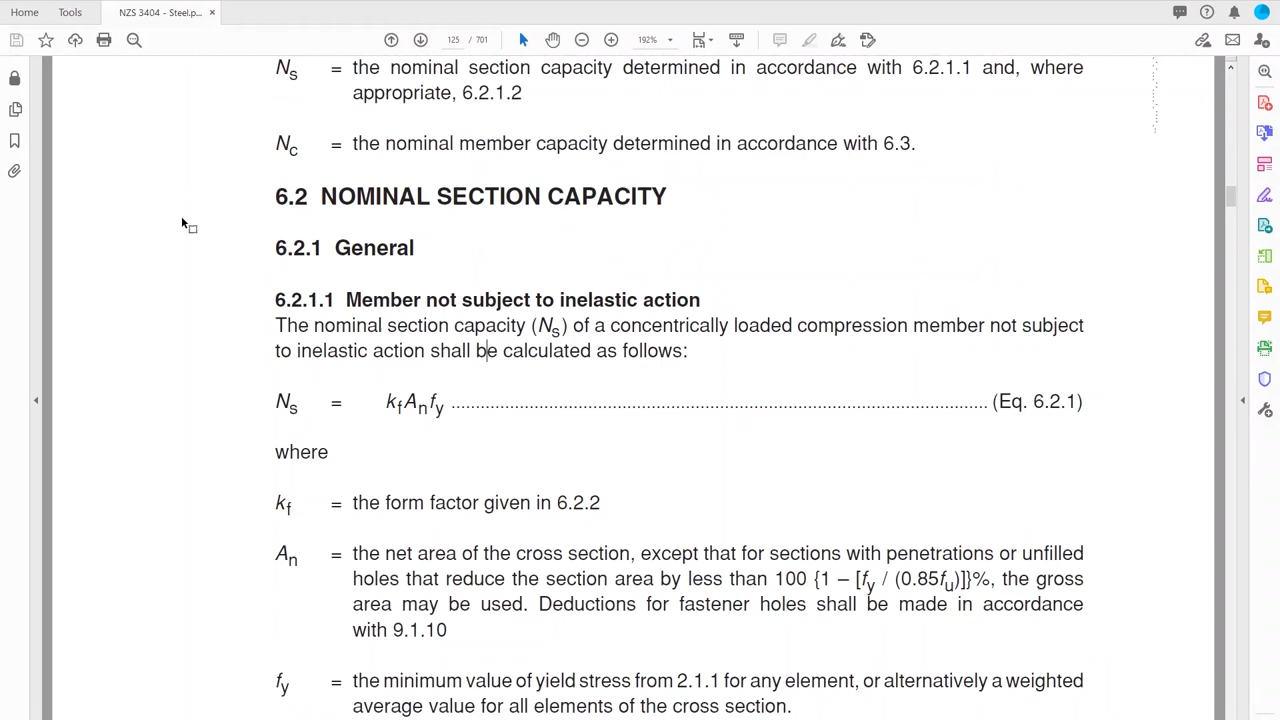 Home Tools NZS 3404 - Steel.p... ×
125 / 701 192%
Ns = the nominal section capacity determined in accordance with 6.2.1.1 and, where
appropriate, 6.2.1.2
Nc = the nominal member capacity determined in accordance with 6.3.
6.2 NOMINAL SECTION CAPACITY
6.2.1 General
6.2.1.1 Member not subject to inelastic action
The nominal section capacity (Ns) of a concentrically loaded compression member not subject
to inelastic action shall be calculated as follows:
Ns = kfAnfy .......................................................................................................... (Eq. 6.2.1)
where
kf = the form factor given in 6.2.2
An = the net area of the cross section, except that for sections with penetrations or unfilled
holes that reduce the section area by less than 100 {1 – [fy / (0.85fu)]}%, the gross
area may be used. Deductions for fastener holes shall be made in accordance
with 9.1.10
fy = the minimum value of yield stress from 2.1.1 for any element, or alternatively a weighted
average value for all elements of the cross section.